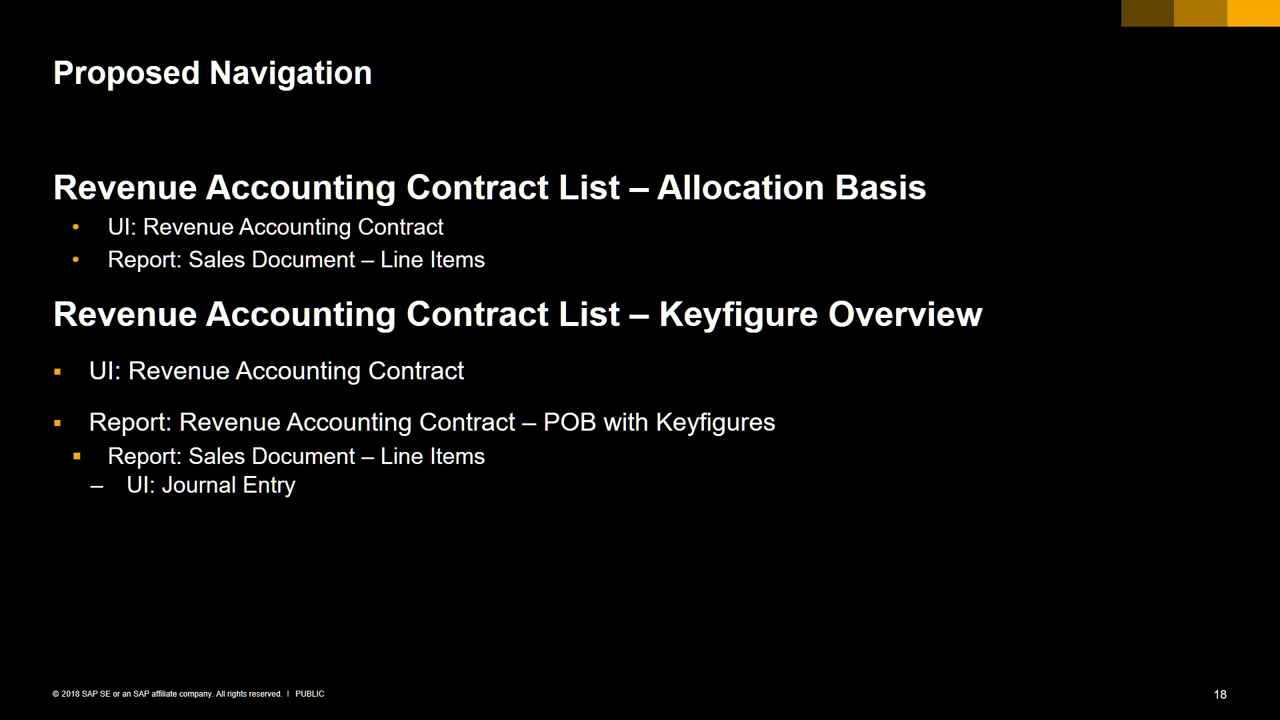 Proposed Navigation
Revenue Accounting Contract List – Allocation Basis
• UI: Revenue Accounting Contract
• Report: Sales Document – Line Items
Revenue Accounting Contract List – Keyfigure Overview
▪ UI: Revenue Accounting Contract
▪ Report: Revenue Accounting Contract – POB with Keyfigures
▪ Report: Sales Document – Line Items
– UI: Journal Entry
© 2018 SAP SE or an SAP affiliate company. All rights reserved. | PUBLIC
18